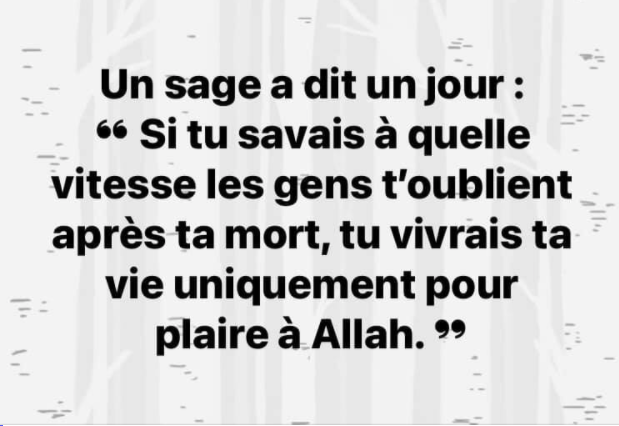 Un sage a dit un jour :
❝ Si tu savais à quelle
vitesse les gens t’oublient
après ta mort, tu vivrais ta
vie uniquement pour
plaire à Allah. ❞